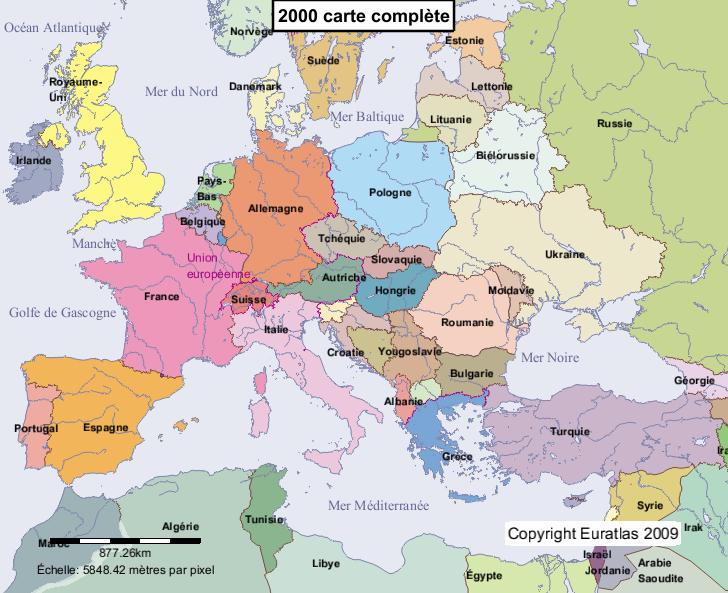 2000 carte complète
Océan Atlantique
Norvège
Estonie
Suède
Royaume-
Uni
Danemark
Mer du Nord
Lettonie
Mer Baltique
Lituanie
Russie
Irlande
Biélorussie
Pays-
Bas
Pologne
Allemagne
Belgique
Tchéquie
Manche
Union
européenne
Slovaquie
Ukraine
Autriche
France
Suisse
Hongrie
Moldavie
Golfe de Gascogne
Italie
Roumanie
Croatie
Yougoslavie
Mer Noire
Bulgarie
Géorgie
Albanie
Portugal
Espagne
Turquie
Grèce
Mer Méditerranée
Syrie
Tunisie
Algérie
Irak
Copyright Euratlas 2009
Maroc
877.26km
Échelle: 5848.42 mètres par pixel
Libye
Israël
Jordanie
Arabie
Saoudite
Égypte